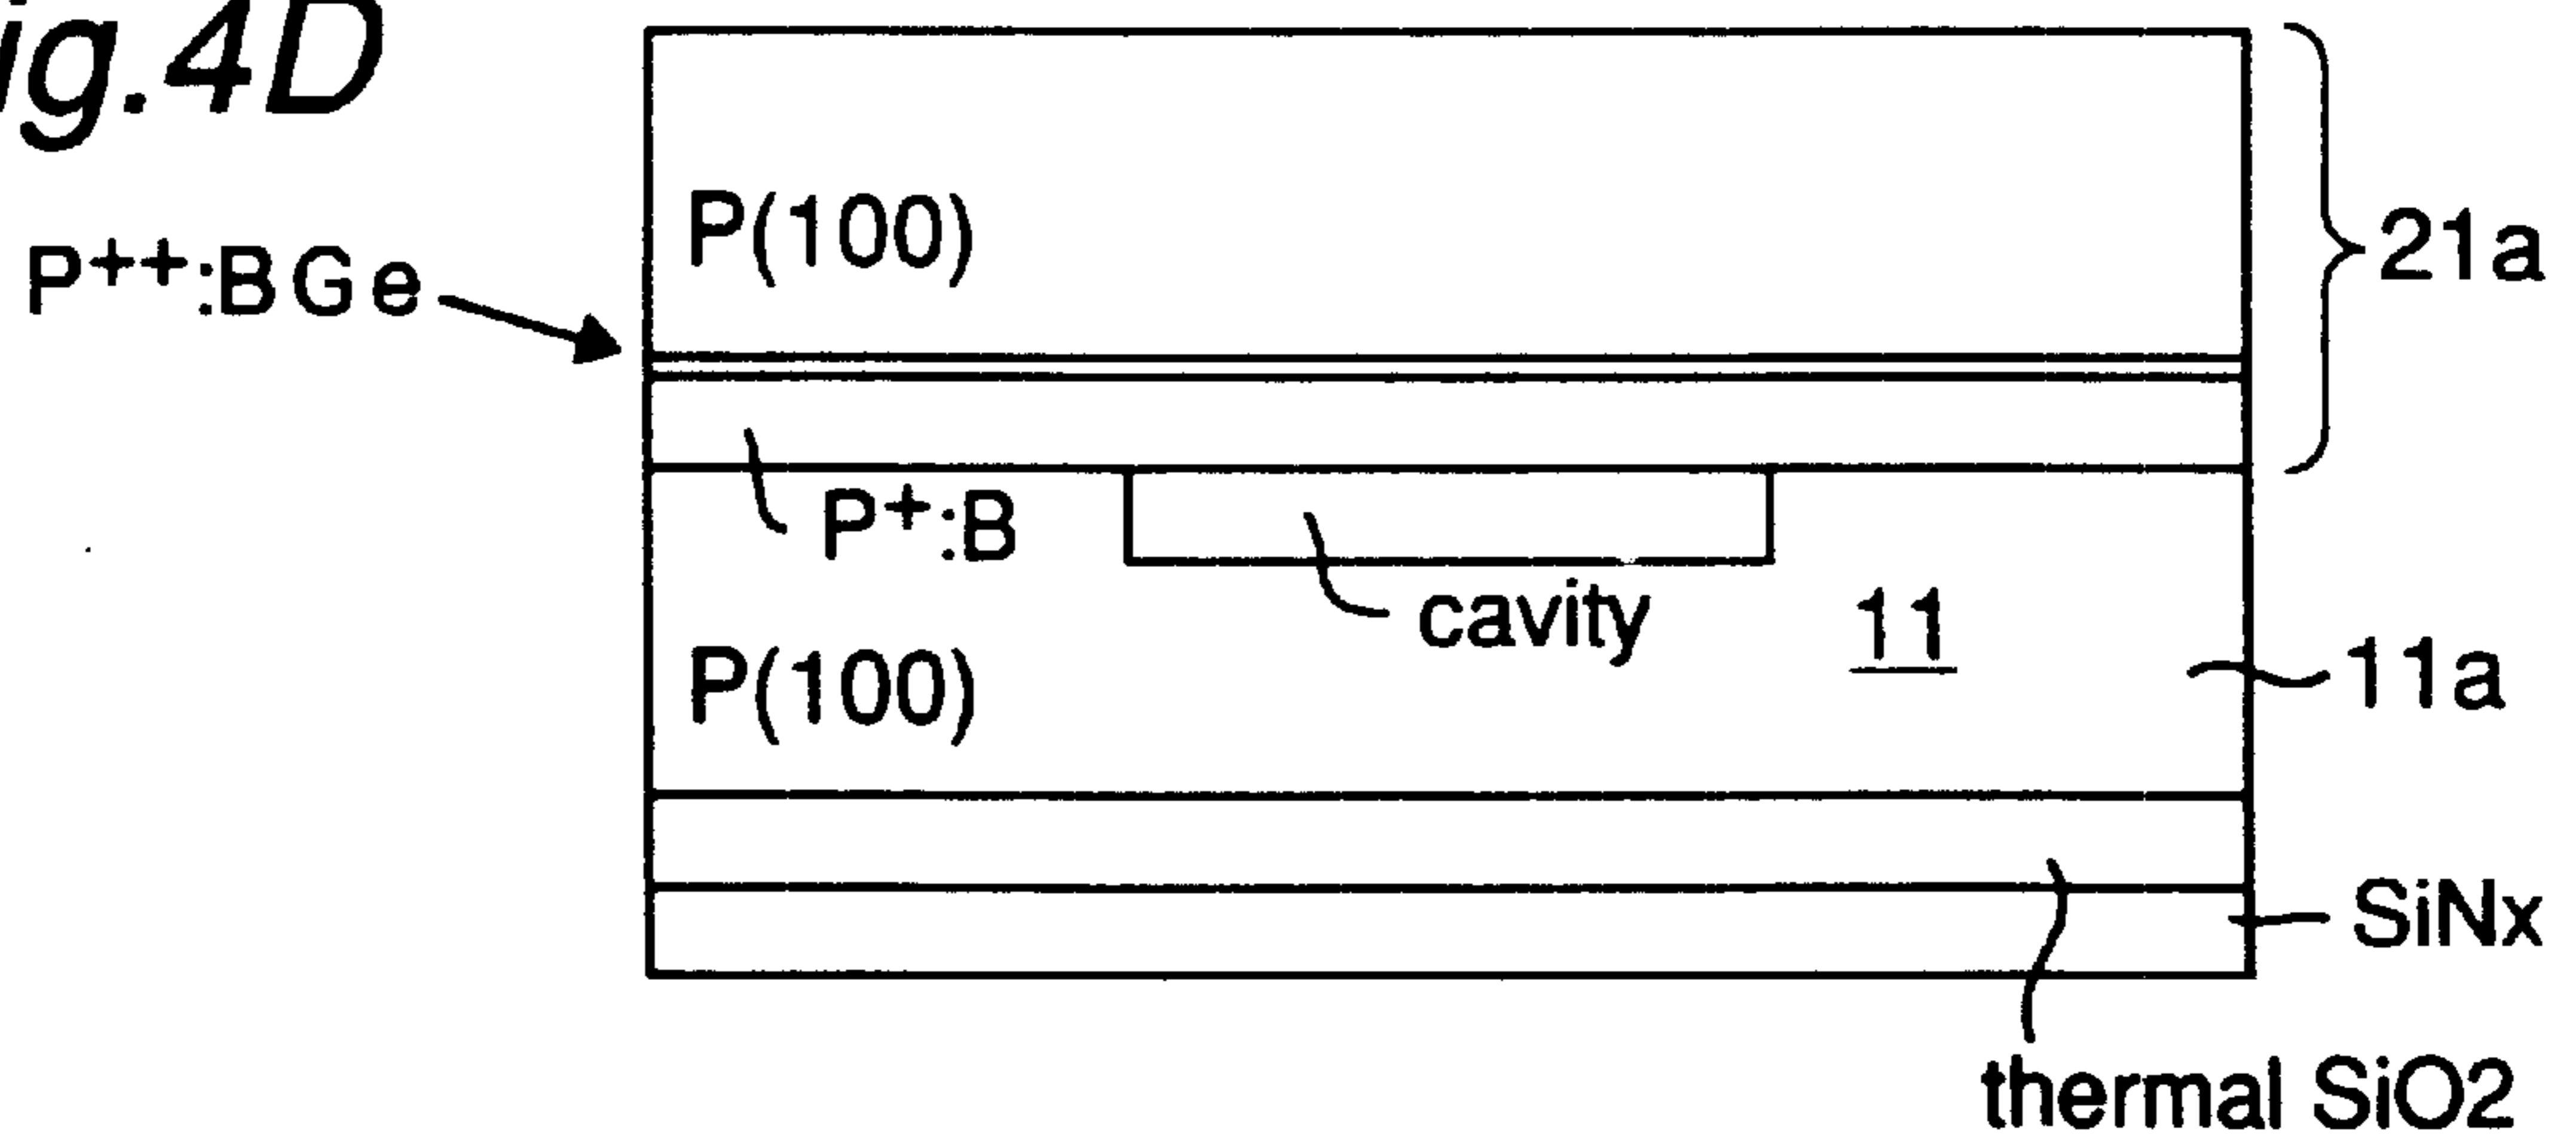 ig.4D
P(100)
P++:BGe
21a
P+:B
cavity
11
P(100)
11a
SiNx
thermal SiO2